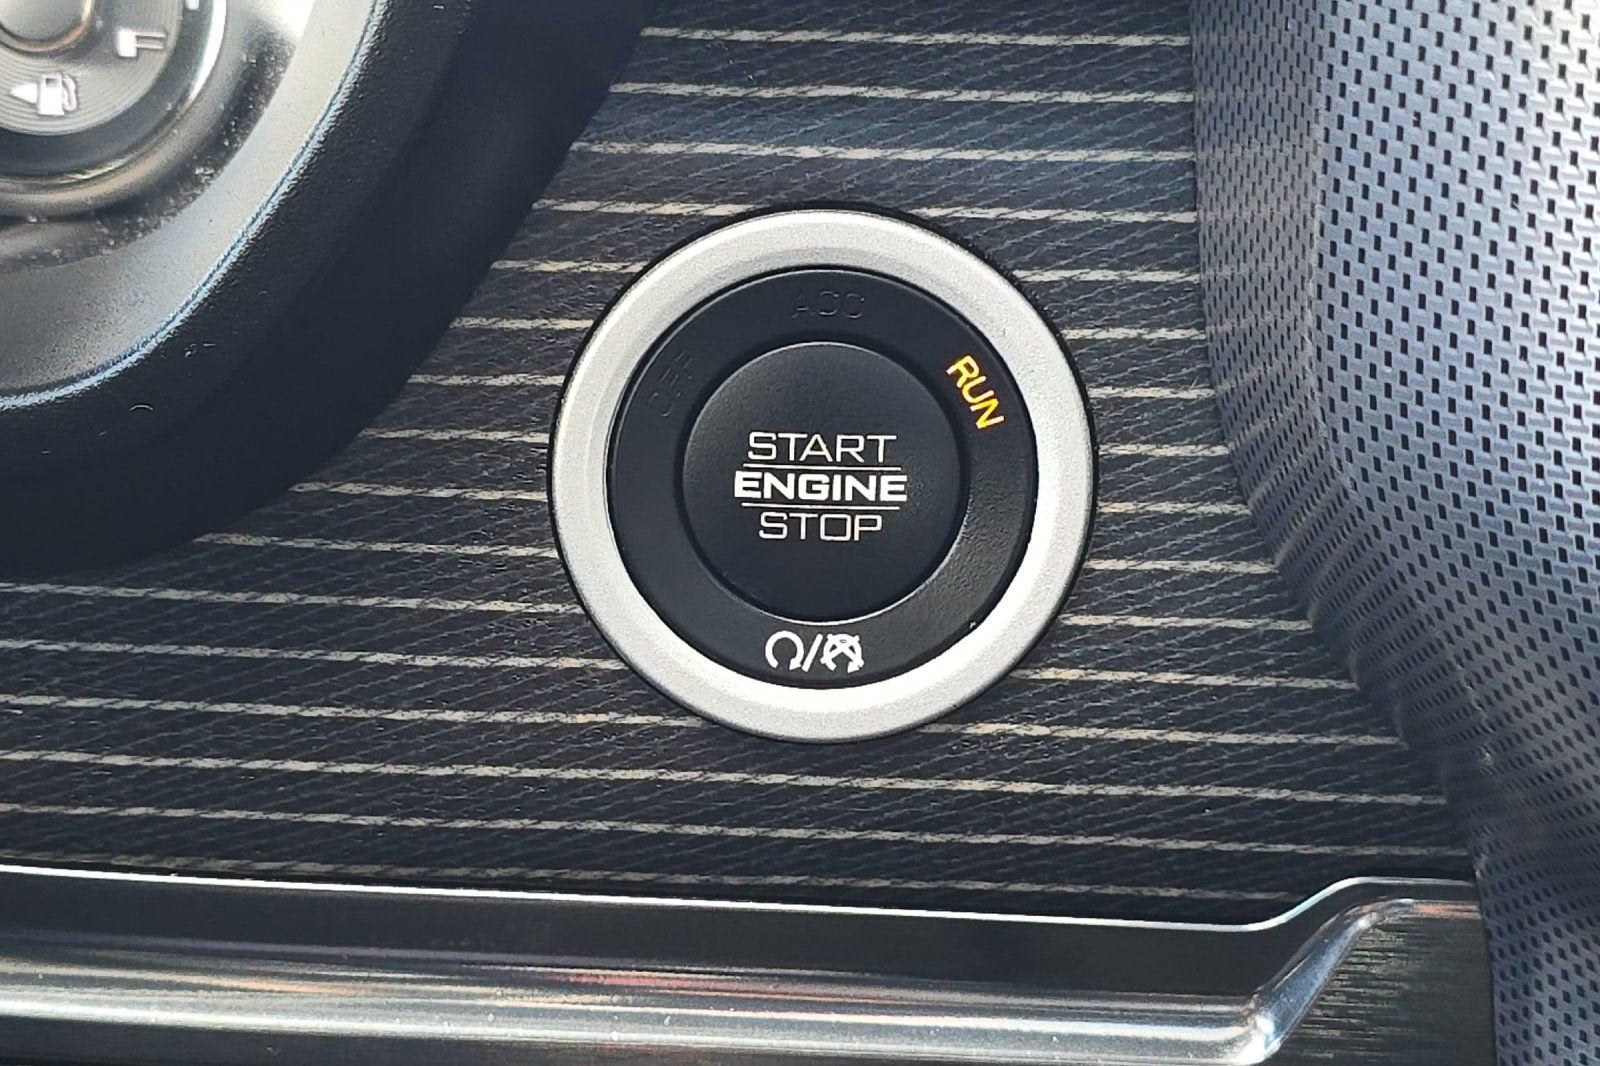 ACC
OFF
RUN
START
ENGINE
STOP